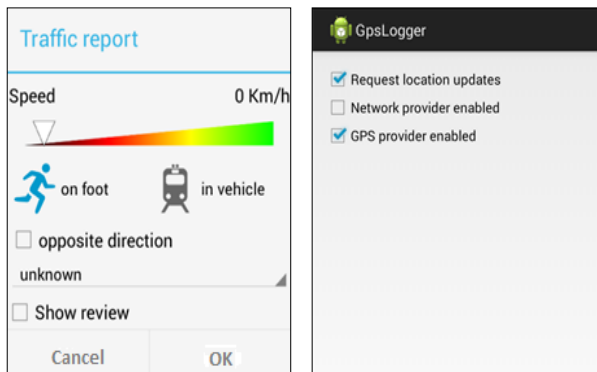 Traffic report
Speed 0 Km/h
on foot in vehicle
opposite direction
unknown
Show review
Cancel OK
GpsLogger
Request location updates
Network provider enabled
GPS provider enabled